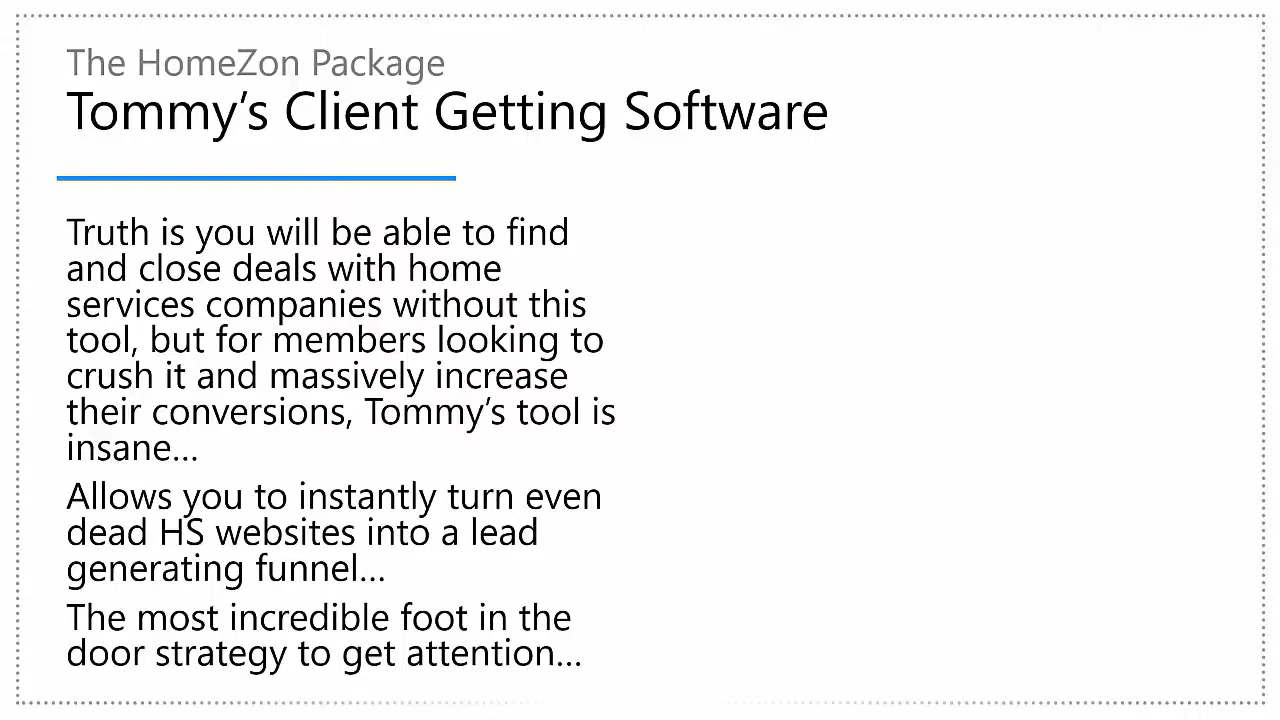 The HomeZon Package
Tommy’s Client Getting Software
Truth is you will be able to find
and close deals with home
services companies without this
tool, but for members looking to
crush it and massively increase
their conversions, Tommy’s tool is
insane…
Allows you to instantly turn even
dead HS websites into a lead
generating funnel…
The most incredible foot in the
door strategy to get attention…